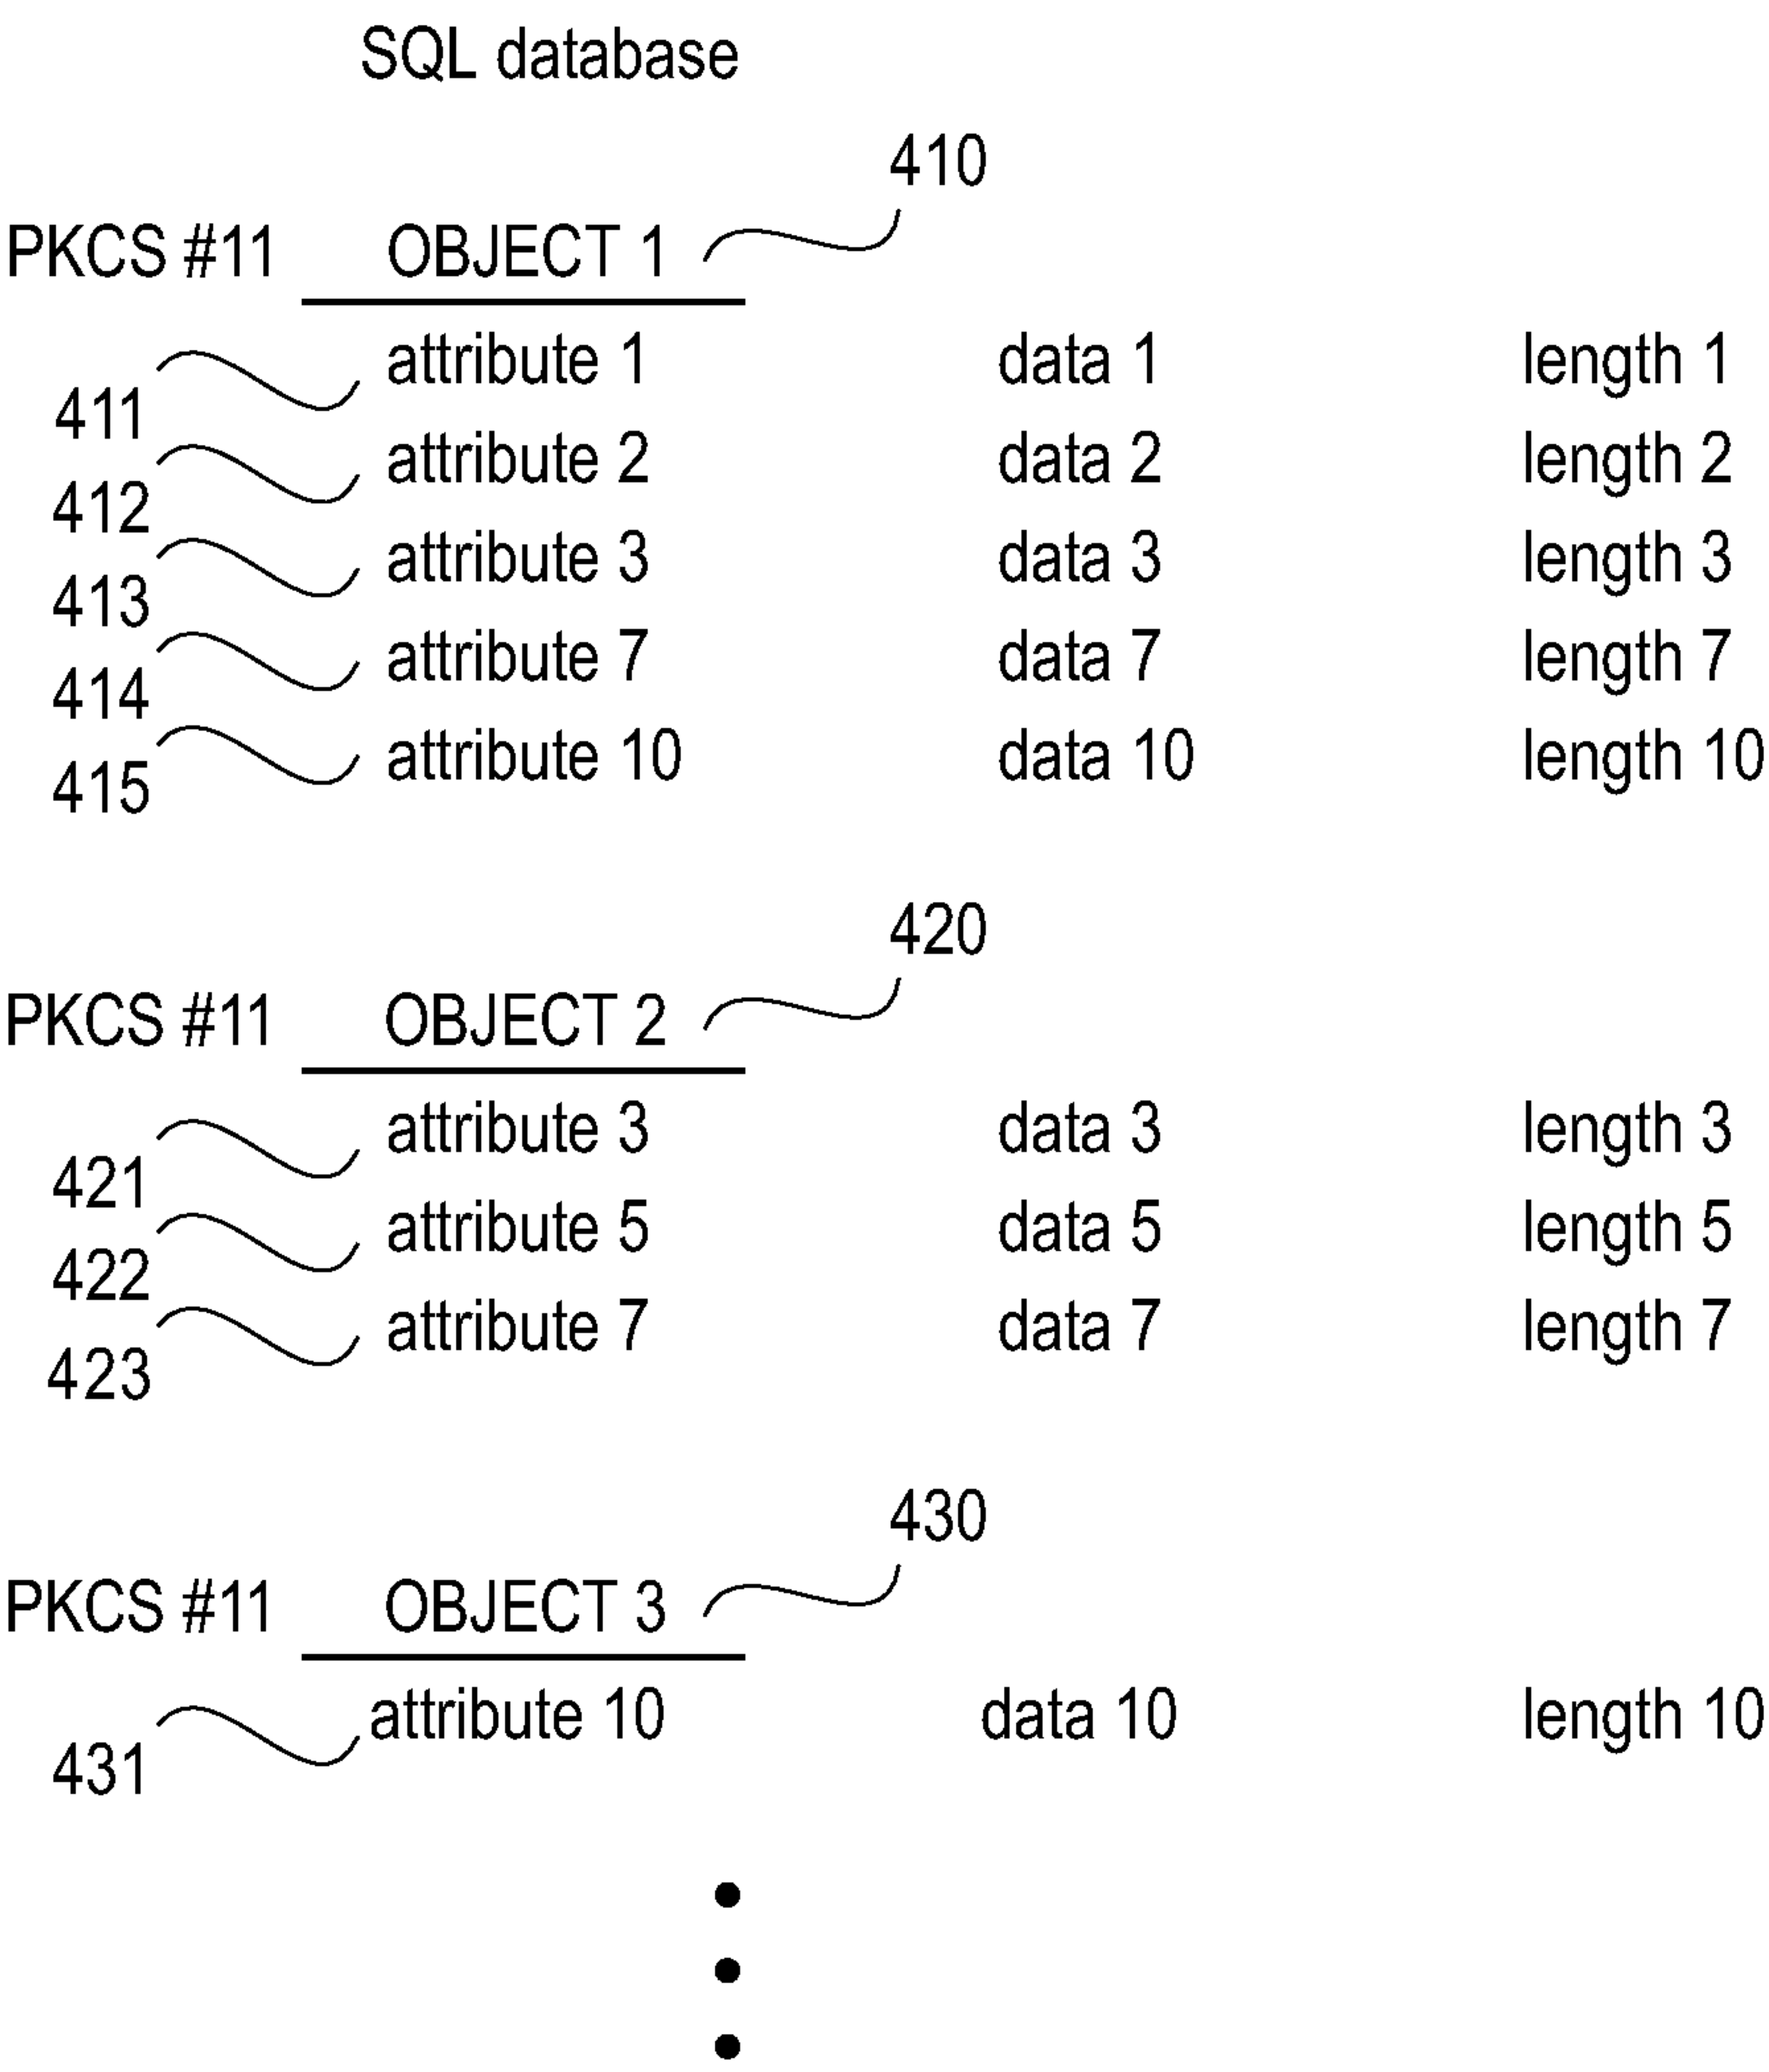 SQL database
410
PKCS #11 OBJECT 1
attribute 1 data 1 length 1
411
attribute 2 data 2 length 2
412
attribute 3 data 3 length 3
413
attribute 7 data 7 length 7
414
attribute 10 data 10 length 10
415
420
PKCS #11 OBJECT 2
attribute 3 data 3 length 3
421
attribute 5 data 5 length 5
422
attribute 7 data 7 length 7
423
430
PKCS #11 OBJECT 3
attribute 10 data 10 length 10
431